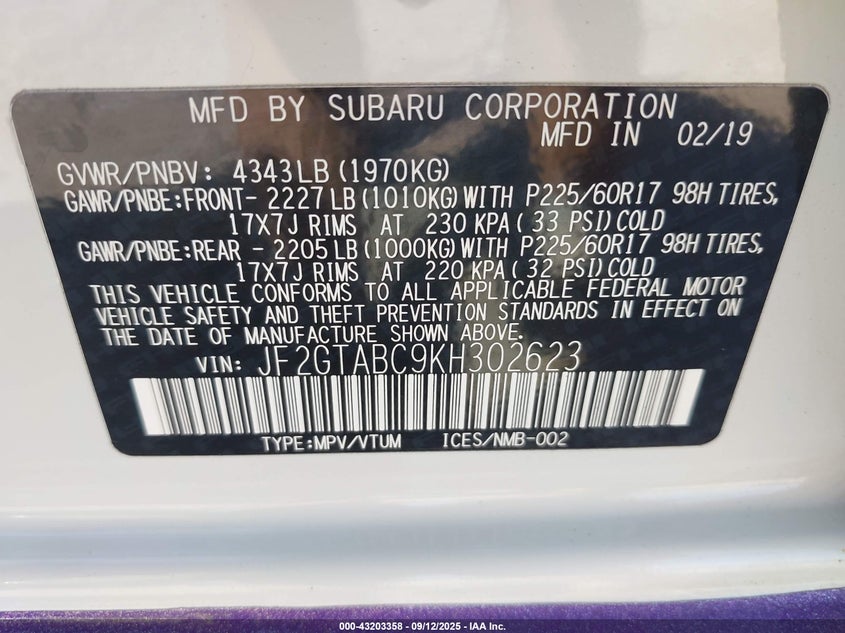 MFD BY SUBARU CORPORATION
MFD IN 02/19
GVWR/PNBV: 4343LB(1970KG)
GAWR/PNBE:FRONT- 2227LB(1010KG)WITH P225/60R17 98H TIRES,
17X7J RIMS AT 230 KPA( 33 PSI)COLD
GAWR/PNBE:REAR - 2205LB(1000KG)WITH P225/60R17 98H TIRES,
17X7J RIMS AT 220 KPA( 32 PSI)COLD
THIS VEHICLE CONFORMS TO ALL APPLICABLE FEDERAL MOTOR
VEHICLE SAFETY AND THEFT PREVENTION STANDARDS IN EFFECT ON
THE DATE OF MANUFACTURE SHOWN ABOVE.
VIN: JF2GTABC9KH302623
TYPE:MPV/VTUM ICES/NMB-002
000-43203358 - 09/12/2025 - IAA Inc.